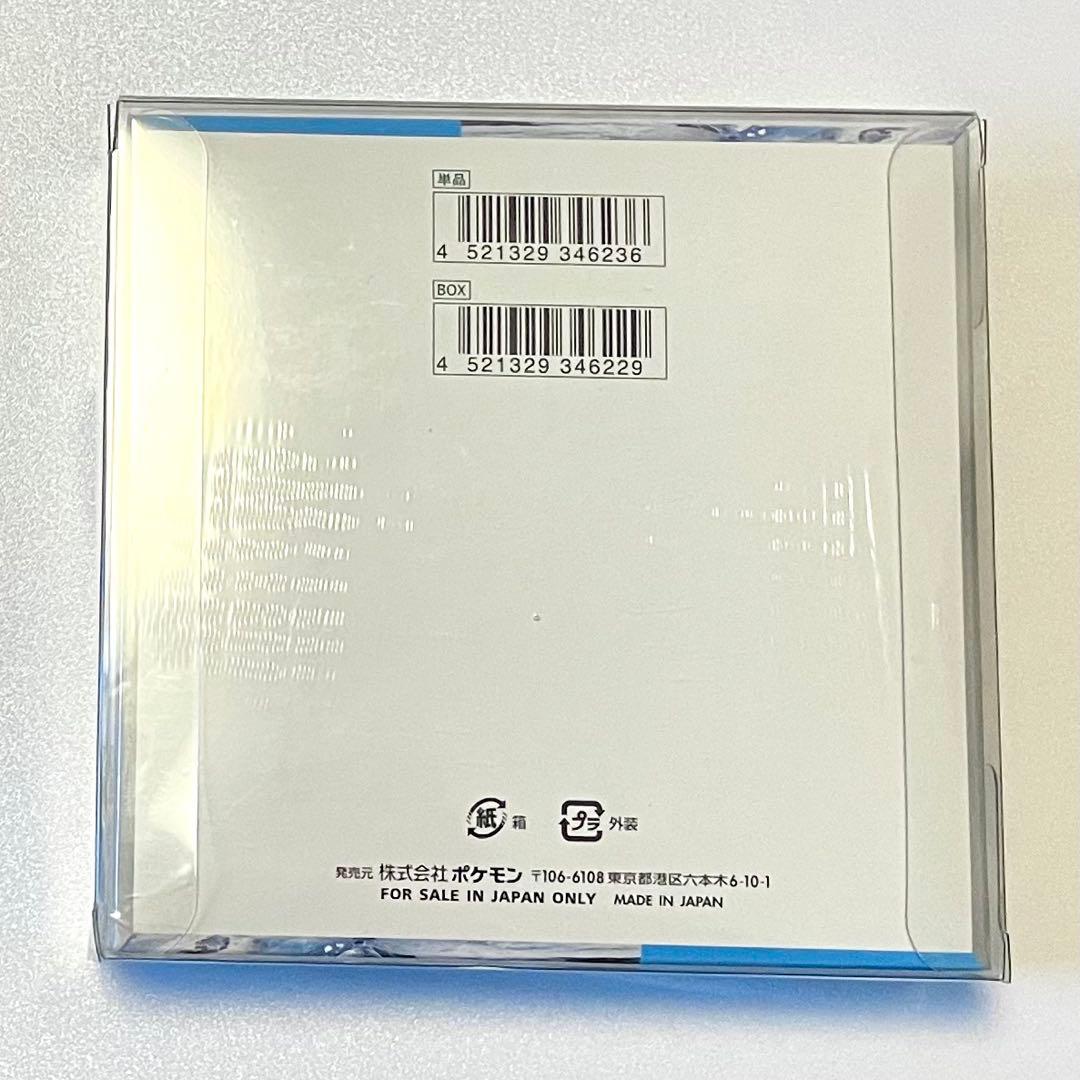 単品
4 521329 346236
BOX
4 521329 346229
紙 箱 プラ 外装
発売元 株式会社 ポケモン 〒106-6108 東京都港区六本木6-10-1
FOR SALE IN JAPAN ONLY MADE IN JAPAN